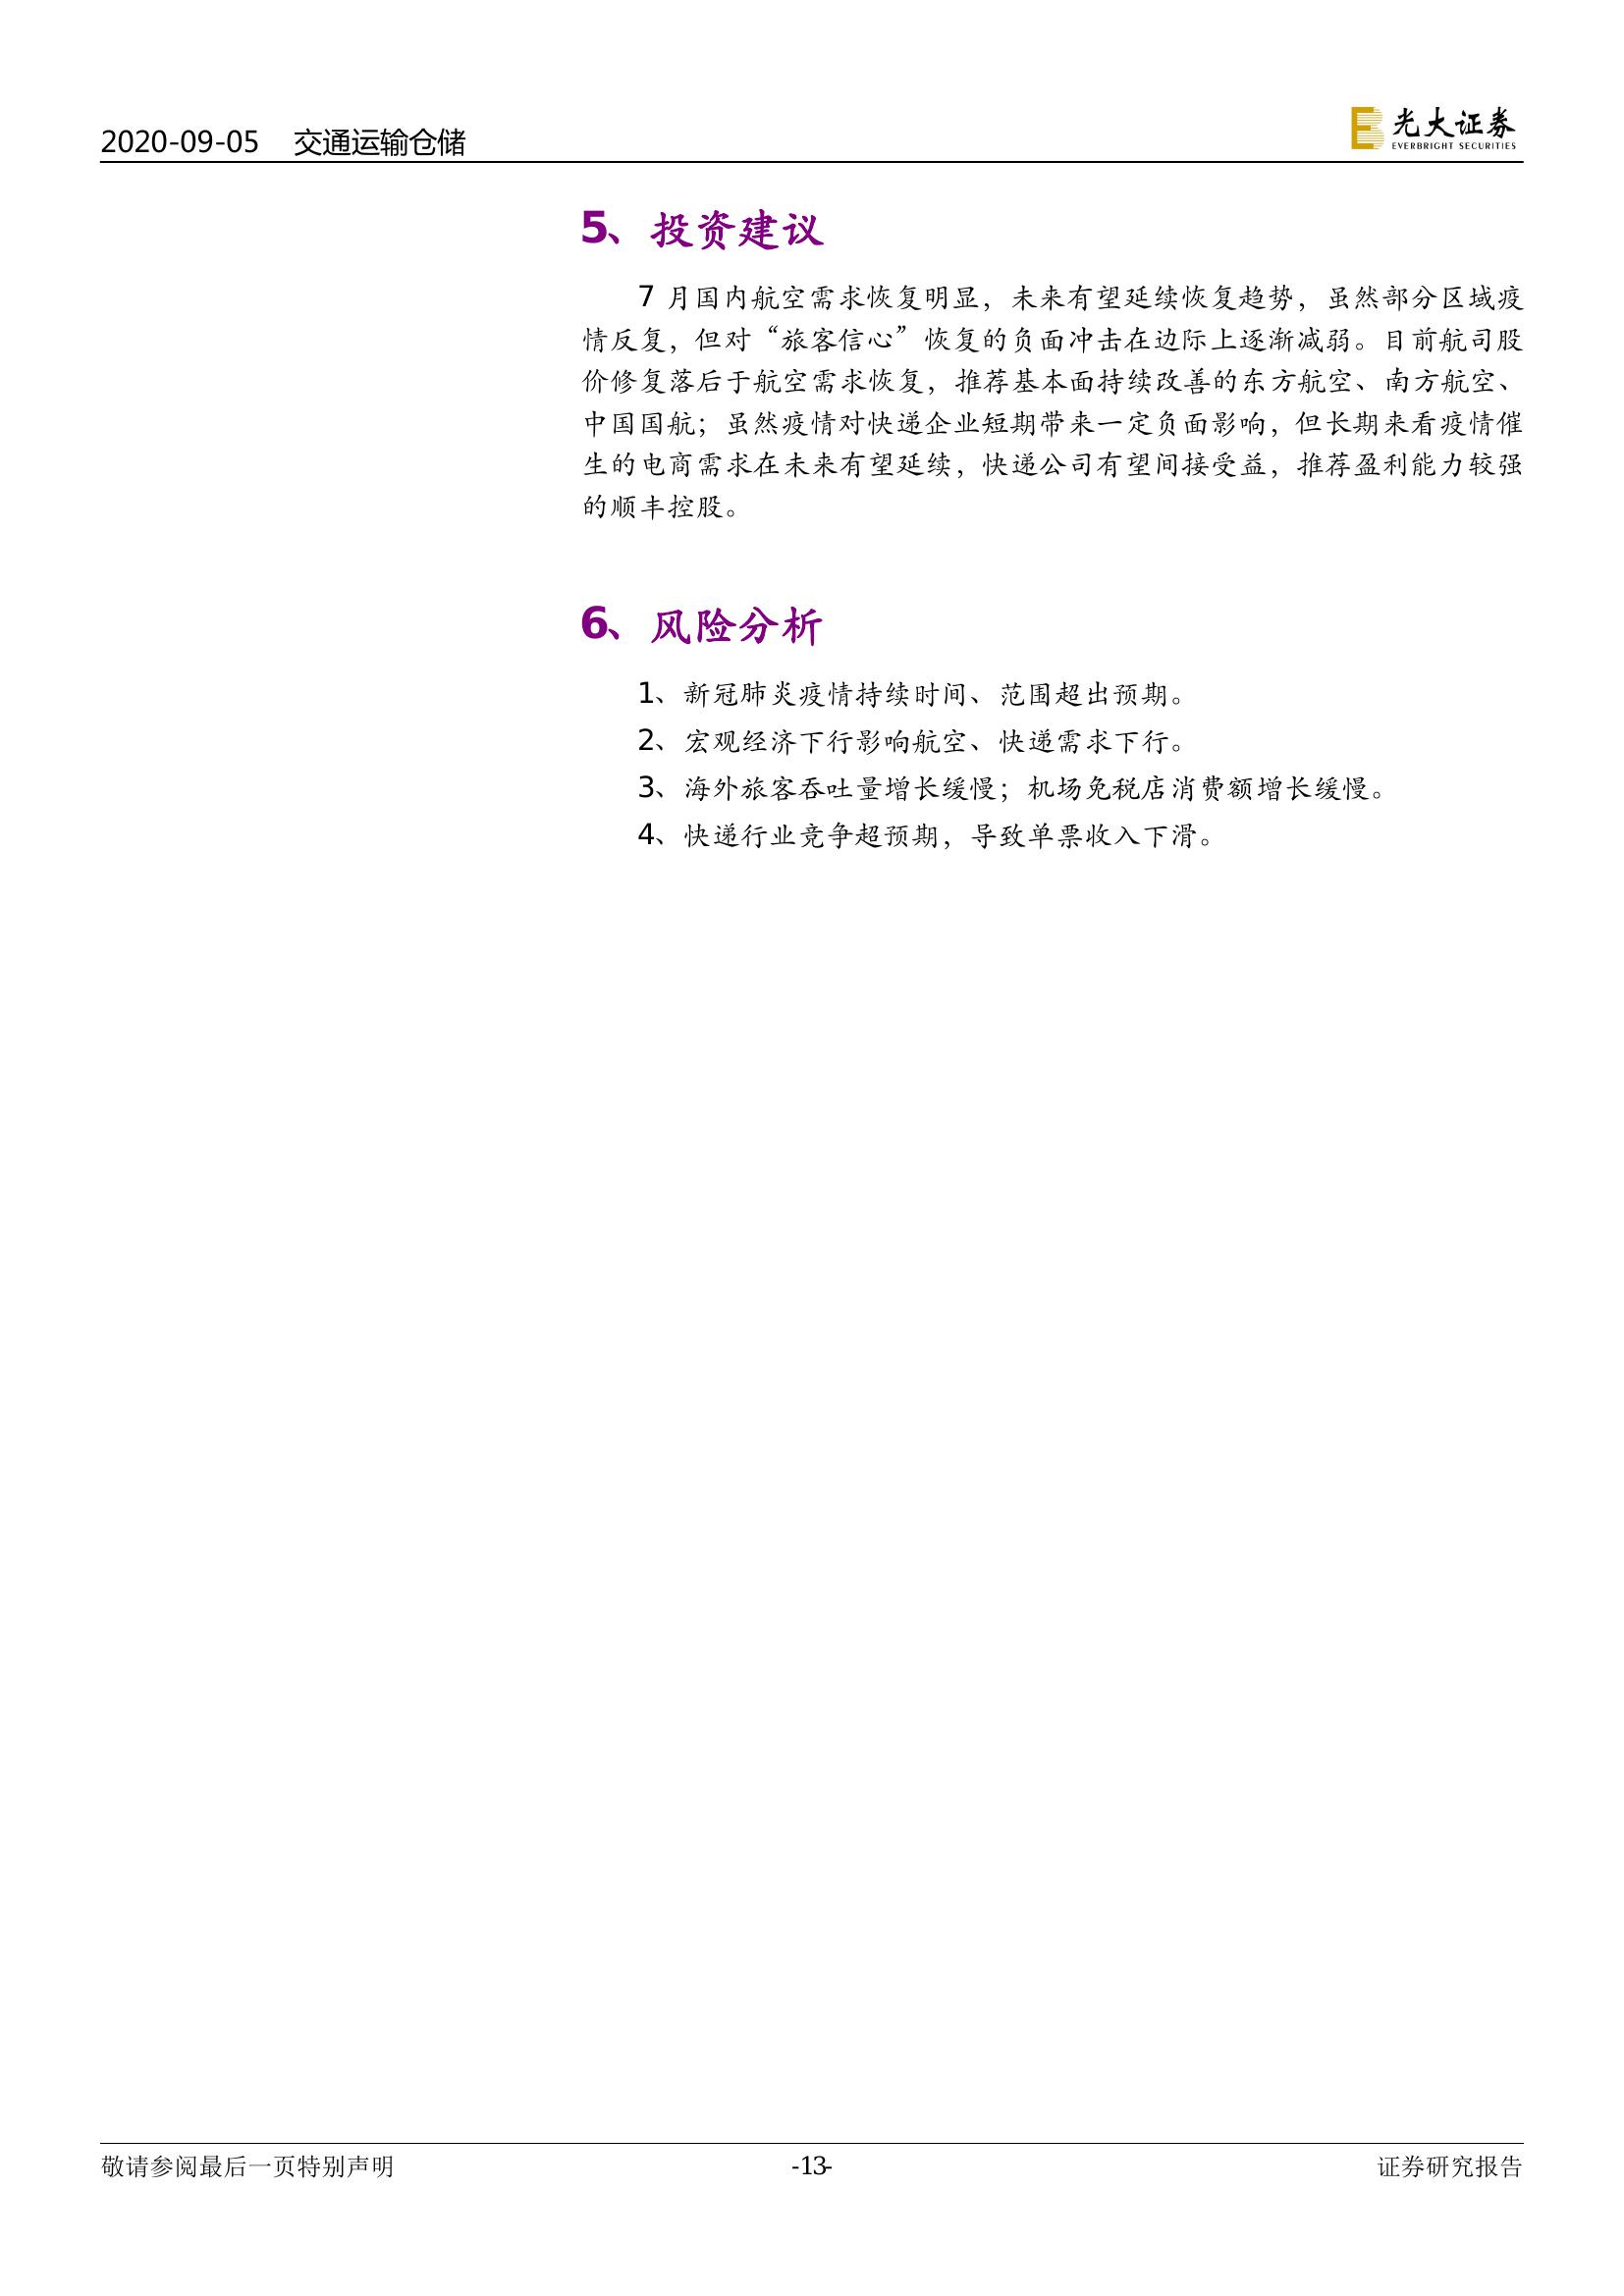 2020-09-05 交通运输仓储
光大证券
EVERBRIGHT SECURITIES
5、投资建议
7 月国内航空需求恢复明显，未来有望延续恢复趋势，虽然部分区域疫
情反复，但对“旅客信心”恢复的负面冲击在边际上逐渐减弱。目前航司股
价修复落后于航空需求恢复，推荐基本面持续改善的东方航空、南方航空、
中国国航；虽然疫情对快递企业短期带来一定负面影响，但长期来看疫情催
生的电商需求在未来有望延续，快递公司有望间接受益，推荐盈利能力较强
的顺丰控股。
6、风险分析
1、新冠肺炎疫情持续时间、范围超出预期。
2、宏观经济下行影响航空、快递需求下行。
3、海外旅客吞吐量增长缓慢；机场免税店消费额增长缓慢。
4、快递行业竞争超预期，导致单票收入下滑。
敬请参阅最后一页特别声明
-13-
证券研究报告